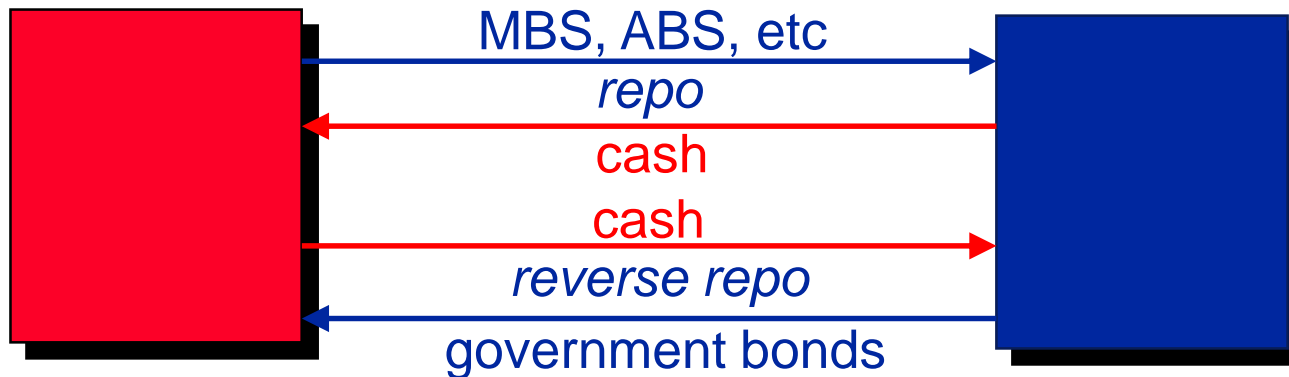 MBS, ABS, etc
repo
cash
cash
reverse repo
government bonds